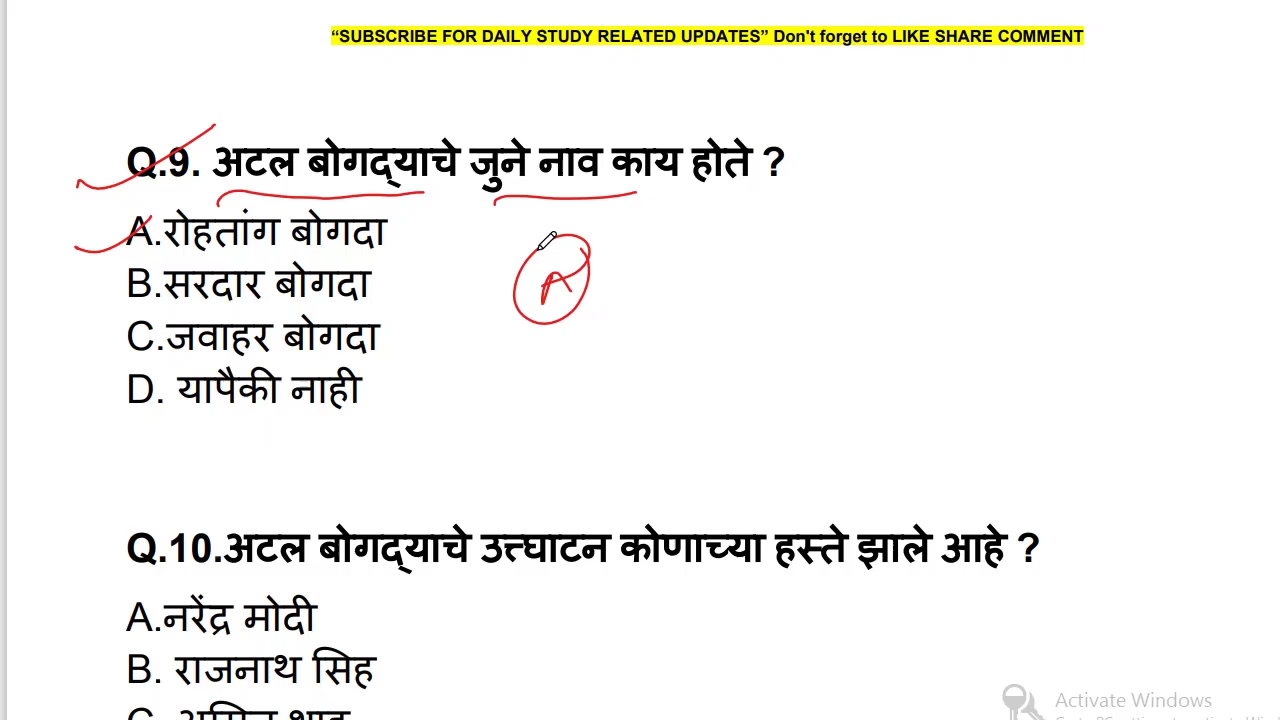 “SUBSCRIBE FOR DAILY STUDY RELATED UPDATES” Don't forget to LIKE SHARE COMMENT
Q.9. अटल बोगद्याचे जुने नाव काय होते ?
A.रोहतांग बोगदा
A
B.सरदार बोगदा
C.जवाहर बोगदा
D. यापैकी नाही
Q.10.अटल बोगद्याचे उत्त्घाटन कोणाच्या हस्ते झाले आहे ?
A.नरेंद्र मोदी
B. राजनाथ सिंह
Activate Windows